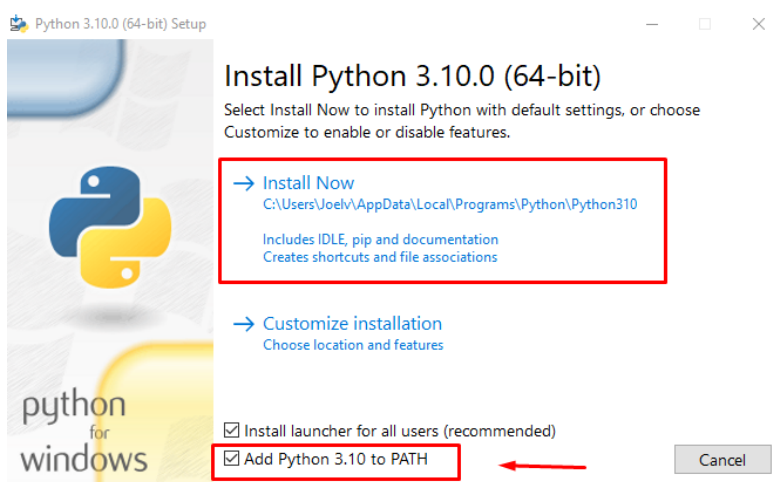 Python 3.10.0 (64-bit) Setup
Install Python 3.10.0 (64-bit)
Select Install Now to install Python with default settings, or choose
Customize to enable or disable features.
Install Now
C:\Users\Joelv\AppData\Local\Programs\Python\Python310
Includes IDLE, pip and documentation
Creates shortcuts and file associations
Customize installation
Choose location and features
python
for
windows
Install launcher for all users (recommended)
Add Python 3.10 to PATH
Cancel